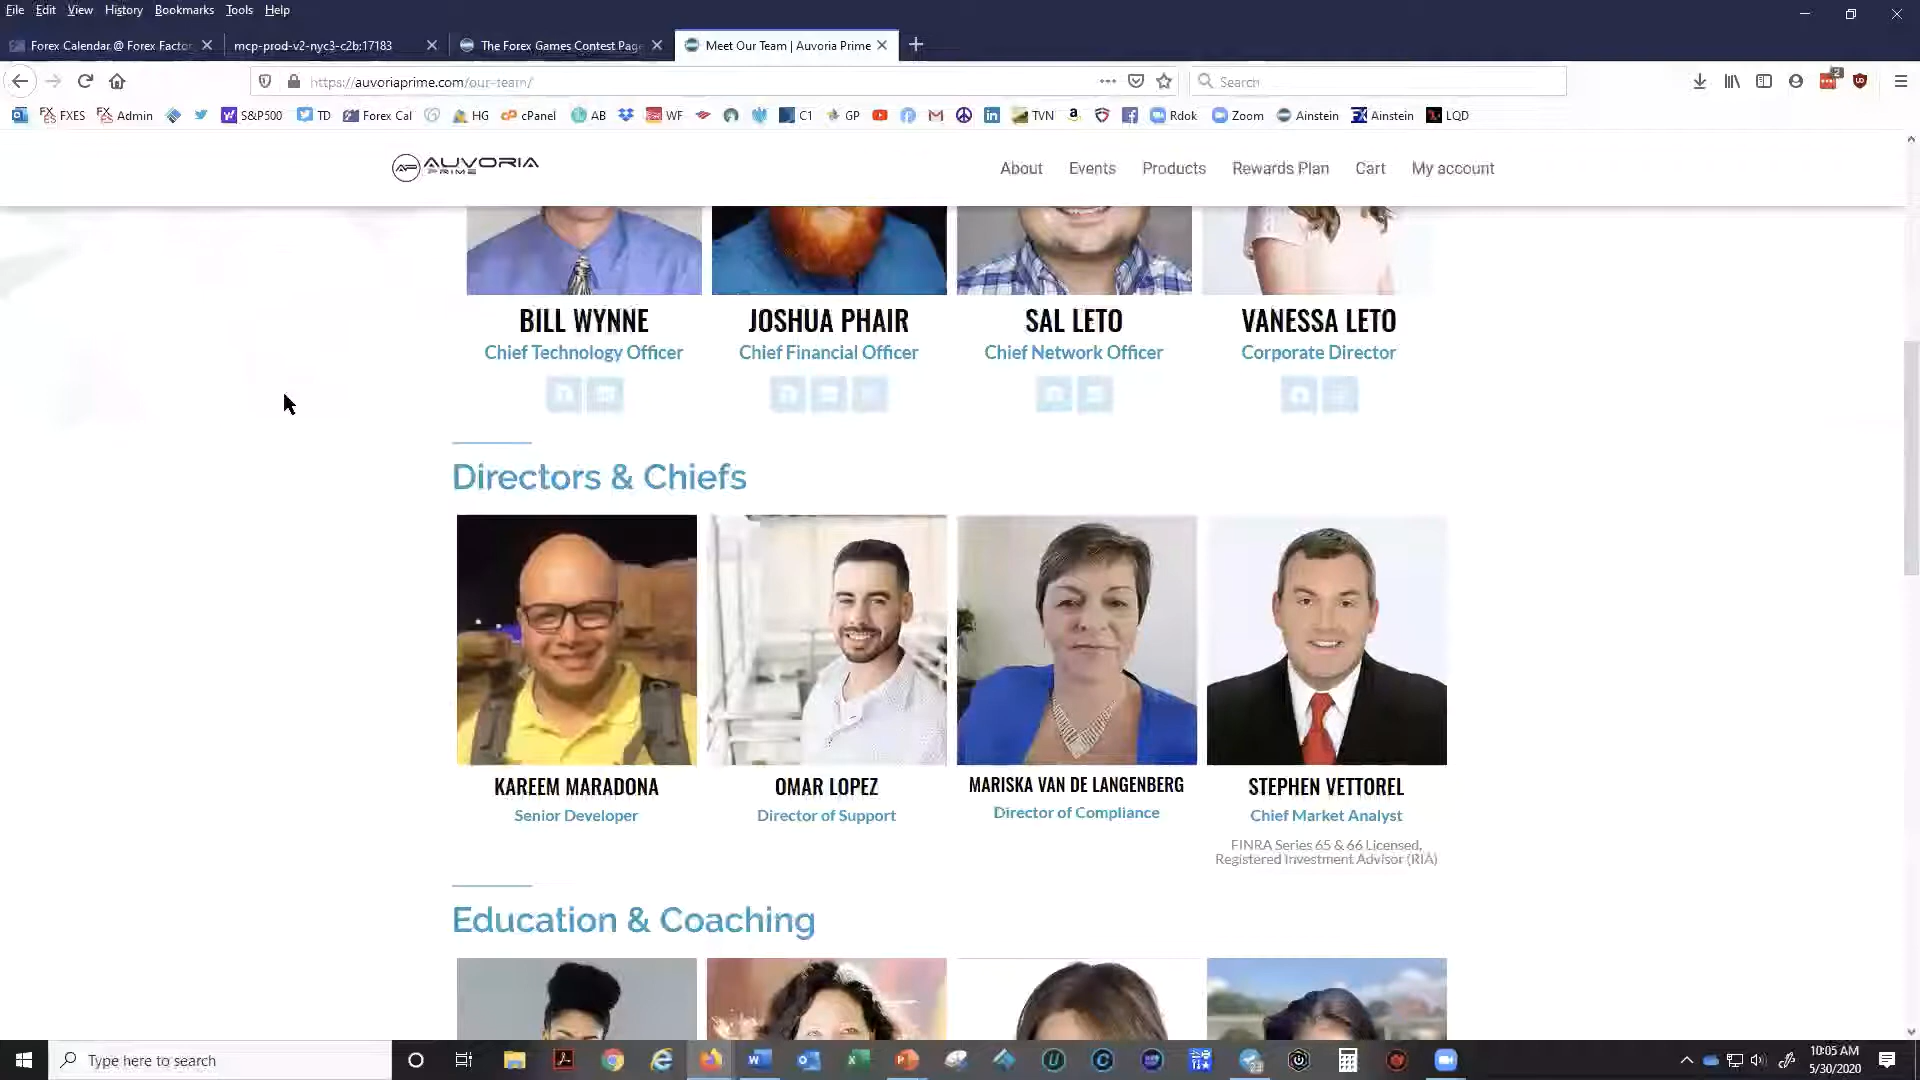 File Edit View History Bookmarks Tools Help
Forex Calendar @ Forex Factor
mcp-prod-v2-nyc3-c2b:17183
The Forex Games Contest Page
Meet Our Team | Auvoria Prime
https://auvoriaprime.com/our-team/
Search
FXES Admin S&P500 TD Forex Cal HG cPanel AB WF C1 GP TVN Rdok Zoom Ainstein Ainstein LQD
AP AUVORIA
PRIME
About Events Products Rewards Plan Cart My account
BILL WYNNE
Chief Technology Officer
JOSHUA PHAIR
Chief Financial Officer
SAL LETO
Chief Network Officer
VANESSA LETO
Corporate Director
Directors & Chiefs
KAREEM MARADONA
Senior Developer
OMAR LOPEZ
Director of Support
MARISKA VAN DE LANGENBERG
Director of Compliance
STEPHEN VETTOREL
Chief Market Analyst
FINRA Series 65 & 66 Licensed,
Registered Investment Advisor (RIA)
Education & Coaching
Type here to search
10:05 AM
5/30/2020